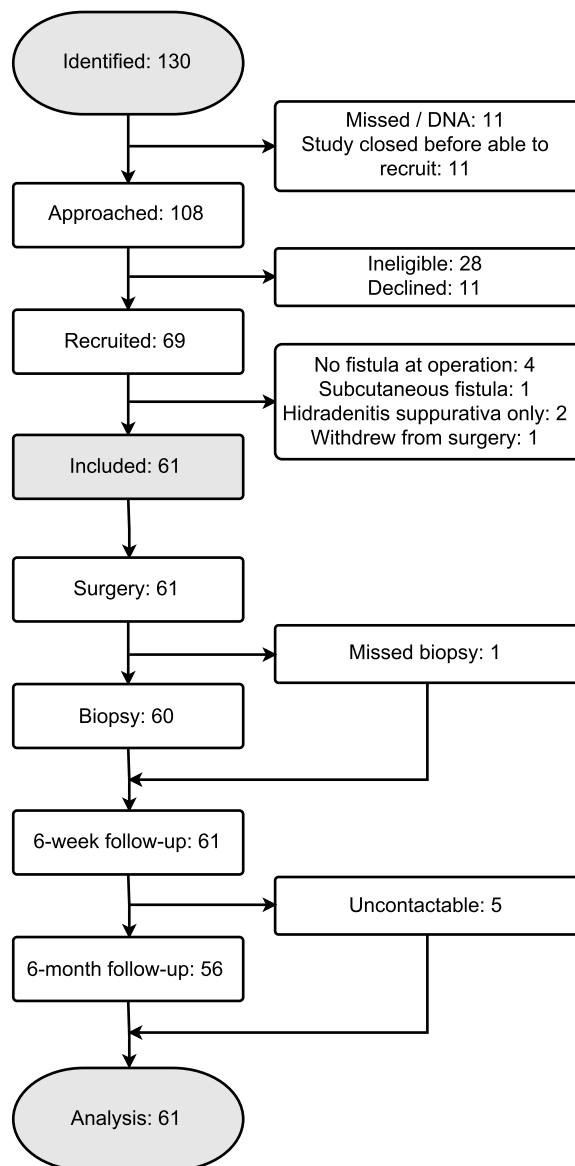 Identified: 130
Missed / DNA: 11
Study closed before able to
recruit: 11
Approached: 108
Ineligible: 28
Declined: 11
Recruited: 69
No fistula at operation: 4
Subcutaneous fistula: 1
Hidradenitis suppurativa only: 2
Withdrew from surgery: 1
Included: 61
Surgery: 61
Missed biopsy: 1
Biopsy: 60
6-week follow-up: 61
Uncontactable: 5
6-month follow-up: 56
Analysis: 61